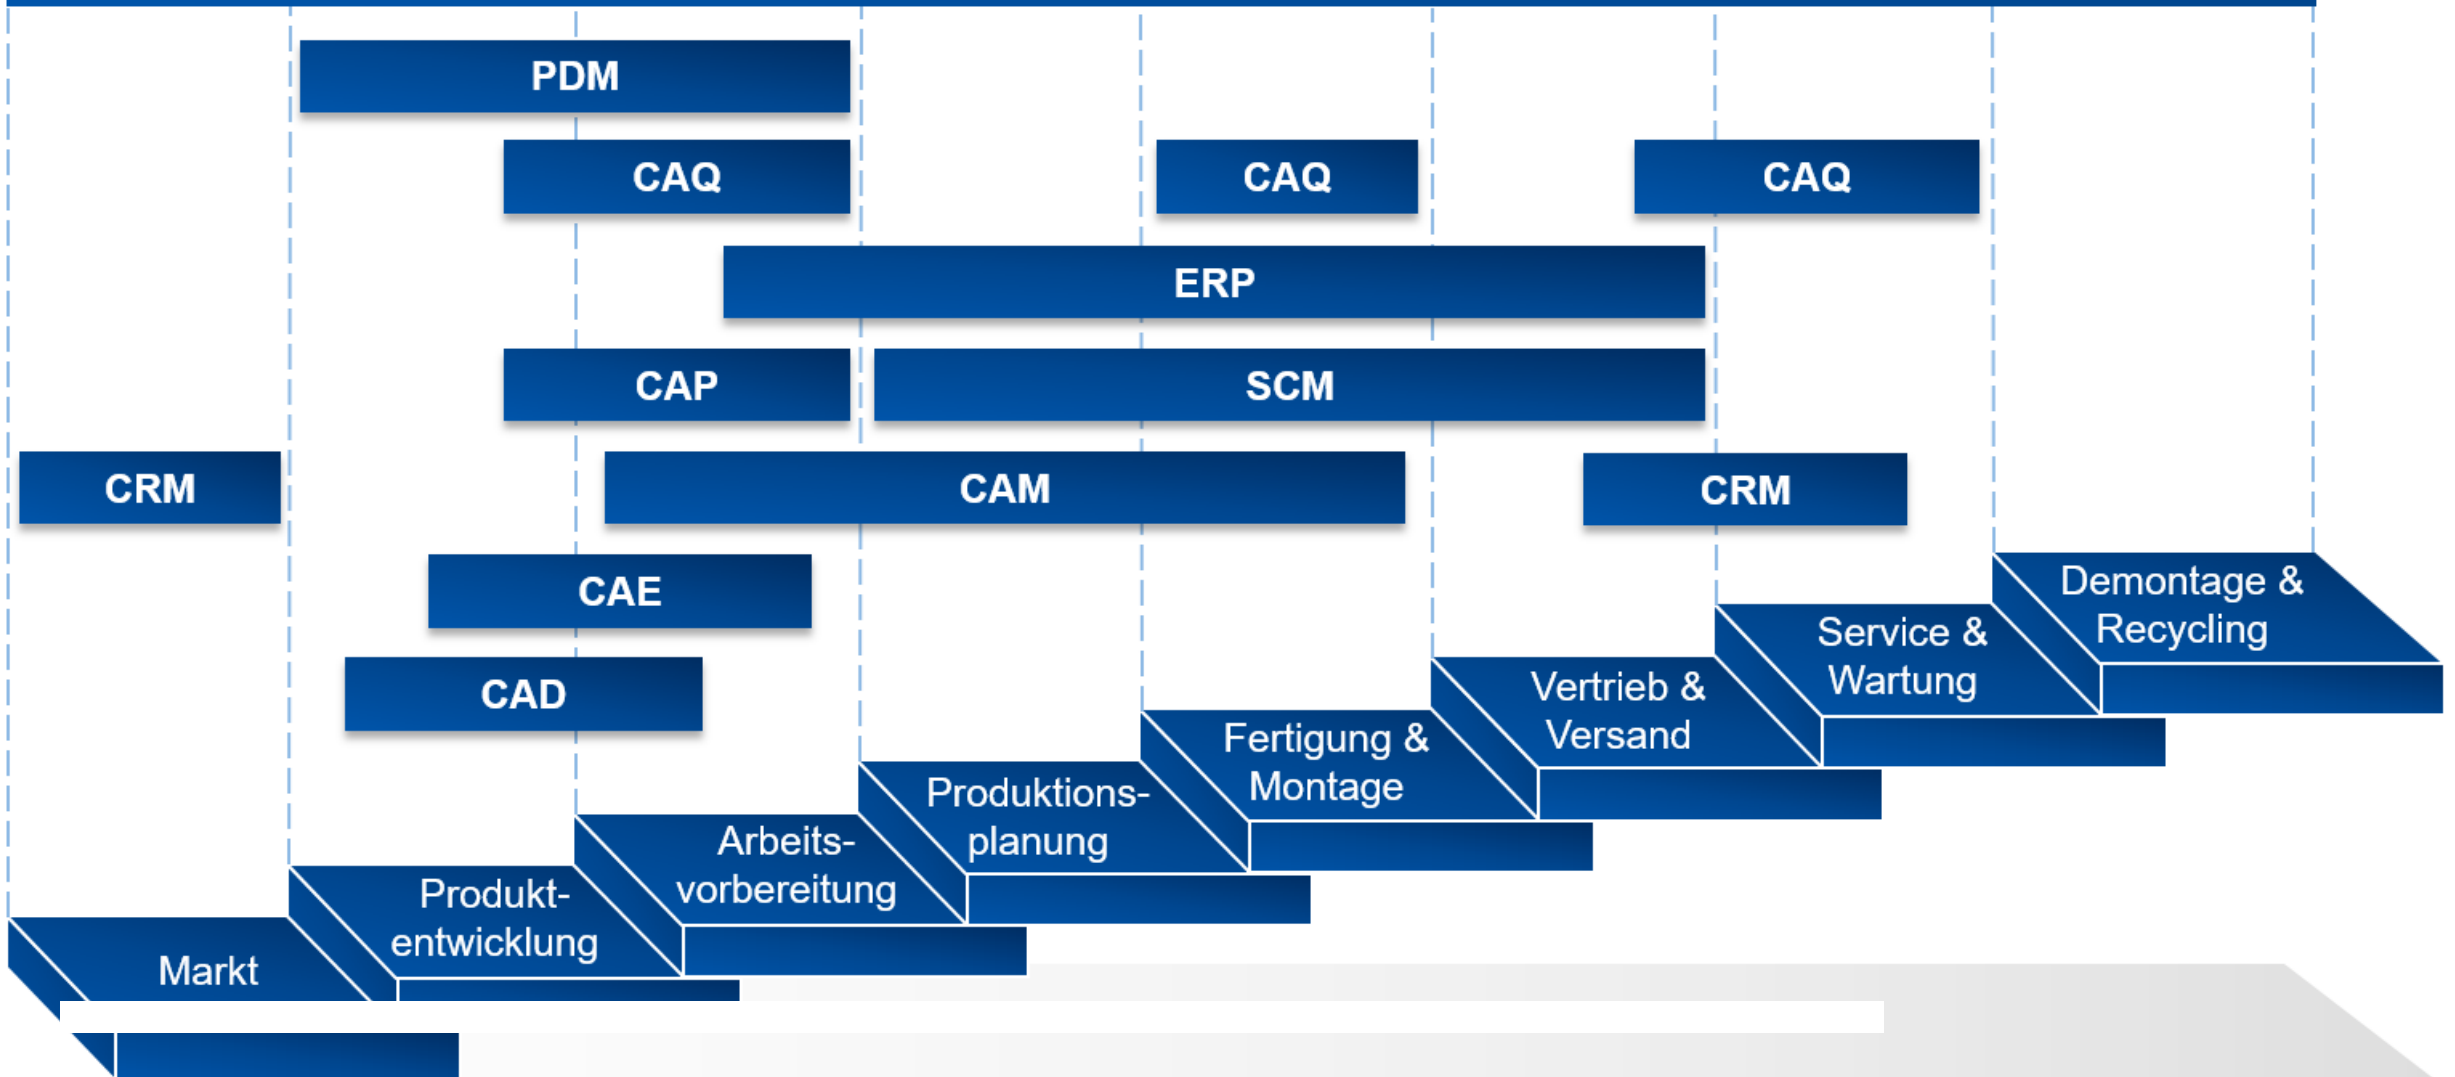 PDM
CAQ
CAQ
CAQ
ERP
CAP
SCM
CRM
CAM
CRM
CAE
CAD
Demontage &
Recycling
Service &
Wartung
Vertrieb &
Versand
Fertigung &
Montage
Produktions-
planung
Arbeits-
vorbereitung
Produkt-
entwicklung
Markt